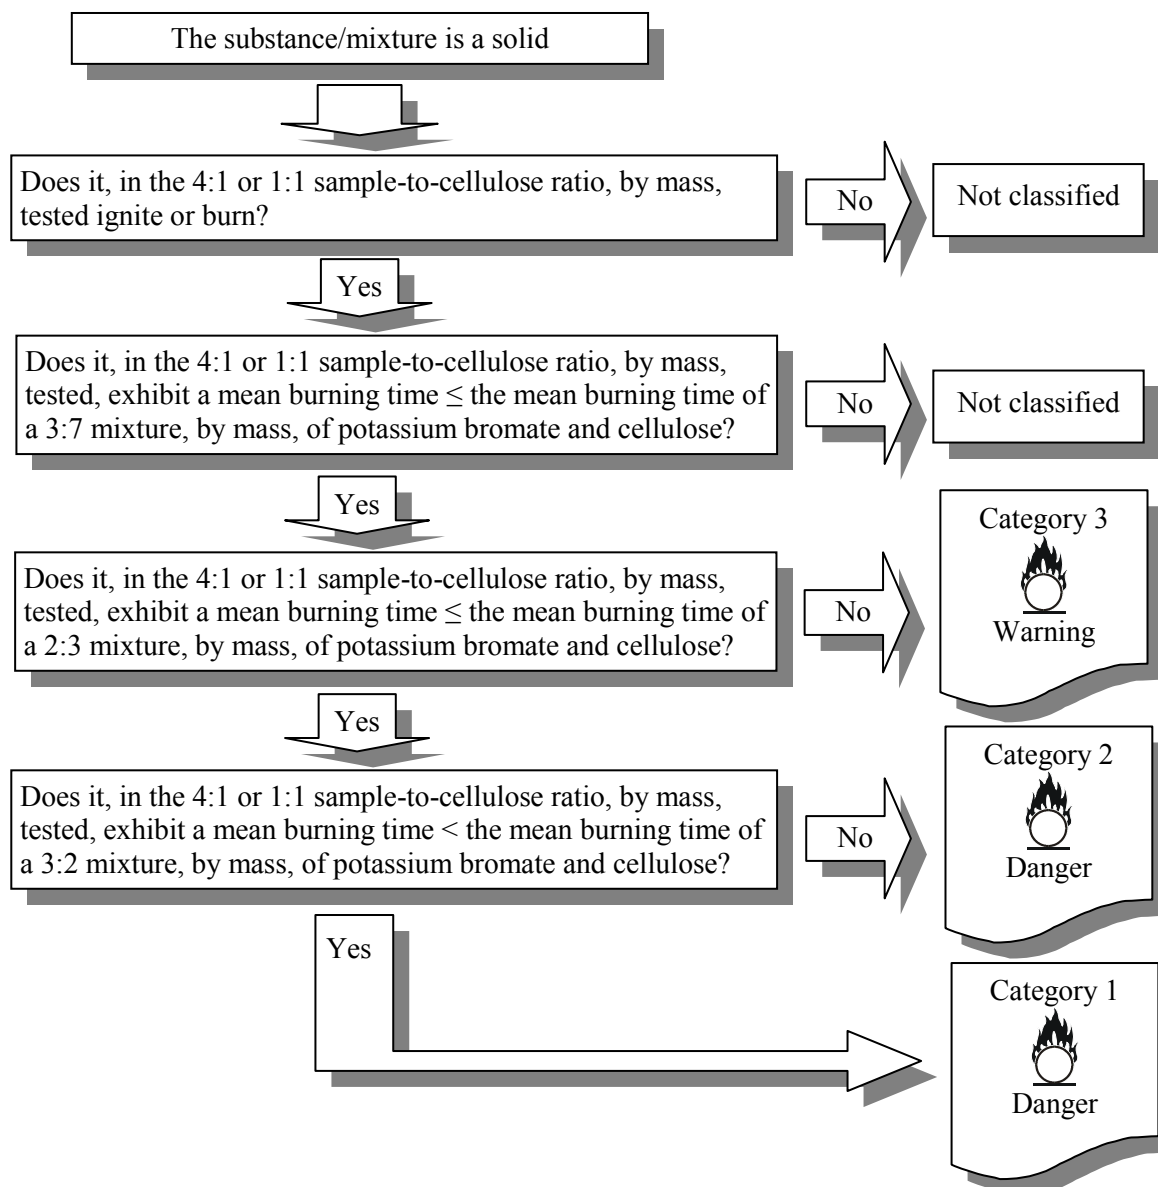 The substance/mixture is a solid
Does it, in the 4:1 or 1:1 sample-to-cellulose ratio, by mass,
tested ignite or burn?
No
Not classified
Yes
Does it, in the 4:1 or 1:1 sample-to-cellulose ratio, by mass,
tested, exhibit a mean burning time ≤ the mean burning time of
a 3:7 mixture, by mass, of potassium bromate and cellulose?
No
Not classified
Yes
Does it, in the 4:1 or 1:1 sample-to-cellulose ratio, by mass,
tested, exhibit a mean burning time ≤ the mean burning time of
a 2:3 mixture, by mass, of potassium bromate and cellulose?
No
Category 3
Warning
Yes
Does it, in the 4:1 or 1:1 sample-to-cellulose ratio, by mass,
tested, exhibit a mean burning time < the mean burning time of
a 3:2 mixture, by mass, of potassium bromate and cellulose?
No
Category 2
Danger
Yes
Category 1
Danger